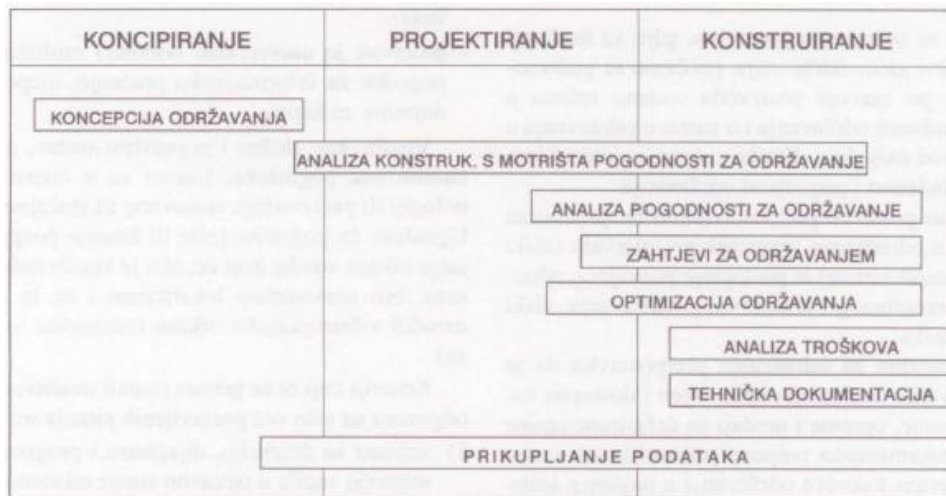 KONCIPIRANJE
PROJEKTIRANJE
KONSTRUIRANJE
KONCEPCIJA ODRŽAVANJA
ANALIZA KONSTRUK. S MOTRIŠTA POGODNOSTI ZA ODRŽAVANJE
ANALIZA POGODNOSTI ZA ODRŽAVANJE
ZAHTJEVI ZA ODRŽAVANJEM
OPTIMIZACIJA ODRŽAVANJA
ANALIZA TROŠKOVA
TEHNIČKA DOKUMENTACIJA
PRIKUPLJANJE PODATAKA